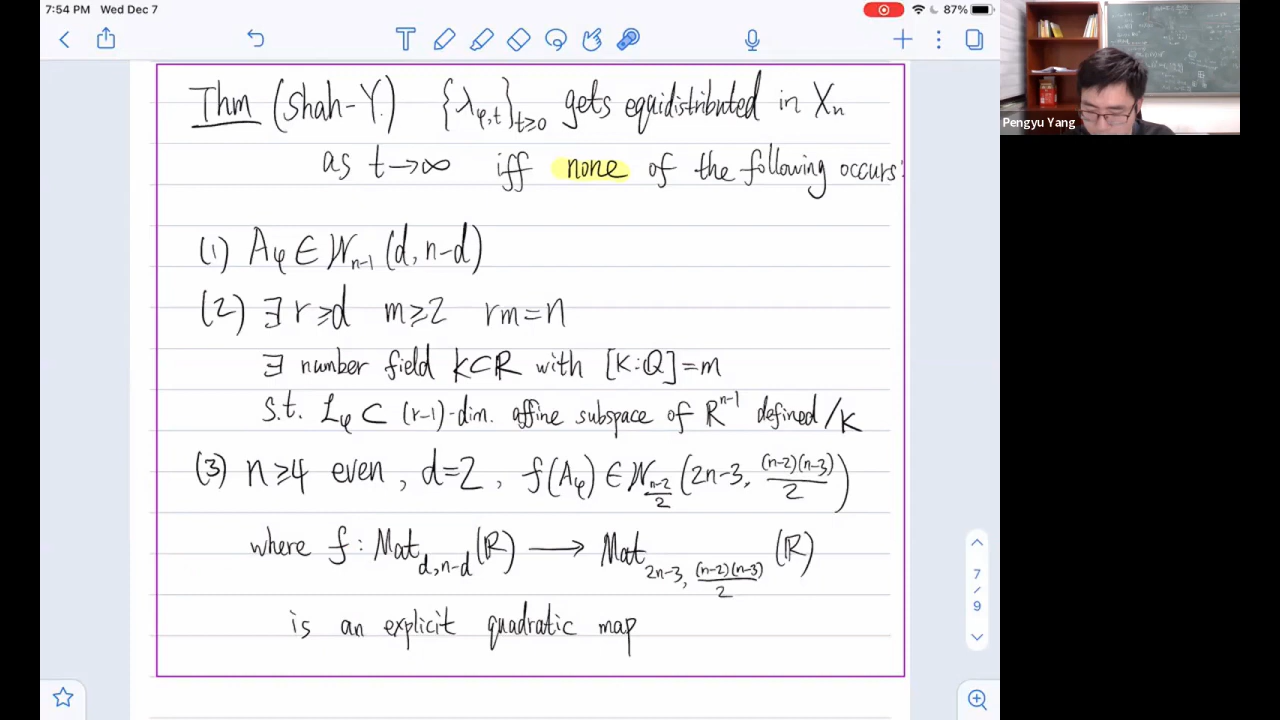 7:54 PM Wed Dec 7
87%
Thm (Shah-Y.) {λ_{φ,t}}_{t≥0} gets equidistributed in X_n
as t→∞ iff none of the following occurs:
(1) A_φ ∈ W_{n-1} (d, n-d)
(2) ∃ r≥d m≥2 rm=n
∃ number field K⊂R with [K:Q]=m
s.t. L_φ ⊂ (r-1)-dim. affine subspace of R^{n-1} defined /K
(3) n≥4 even, d=2, f(A_φ) ∈ W_{\frac{n-2}{2}} (2n-3, \frac{(n-2)(n-3)}{2})
where f: Mat_{d,n-d}(R) ⟶ Mat_{2n-3, \frac{(n-2)(n-3)}{2}} (R)
is an explicit quadratic map
7
/
9
Pengyu Yang